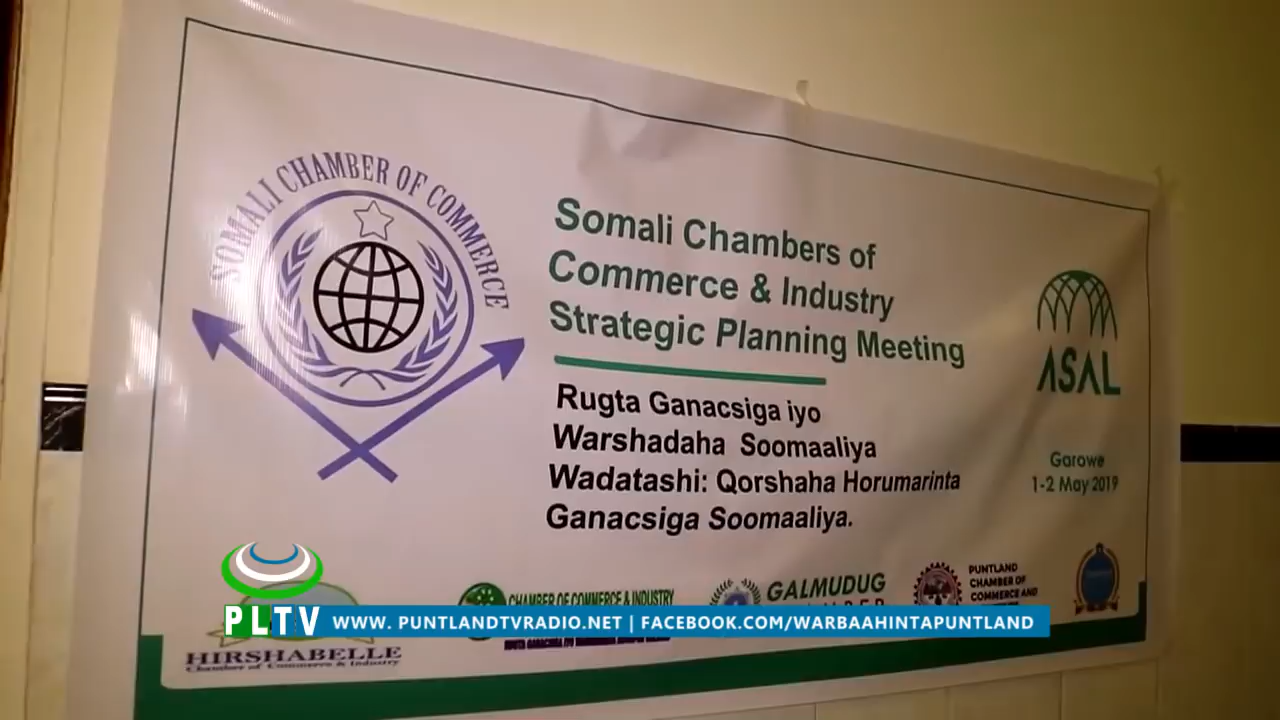 SOMALI CHAMBER OF COMMERCE
Somali Chambers of
Commerce & Industry
Strategic Planning Meeting
Rugta Ganacsiga iyo
Warshadaha Soomaaliya
Wadatashi: Qorshaha Horumarinta
Ganacsiga Soomaaliya.
ASAL
Garowe
1-2 May 2019
HIRSHABELLE
Chamber of Commerce & Industry
CHAMBER OF COMMERCE & INDUSTRY
GALMUDUG
PUNTLAND
CHAMBER OF
COMMERCE AND
PLTV
WWW. PUNTLANDTVRADIO.NET | FACEBOOK.COM/WARBAAHINTAPUNTLAND